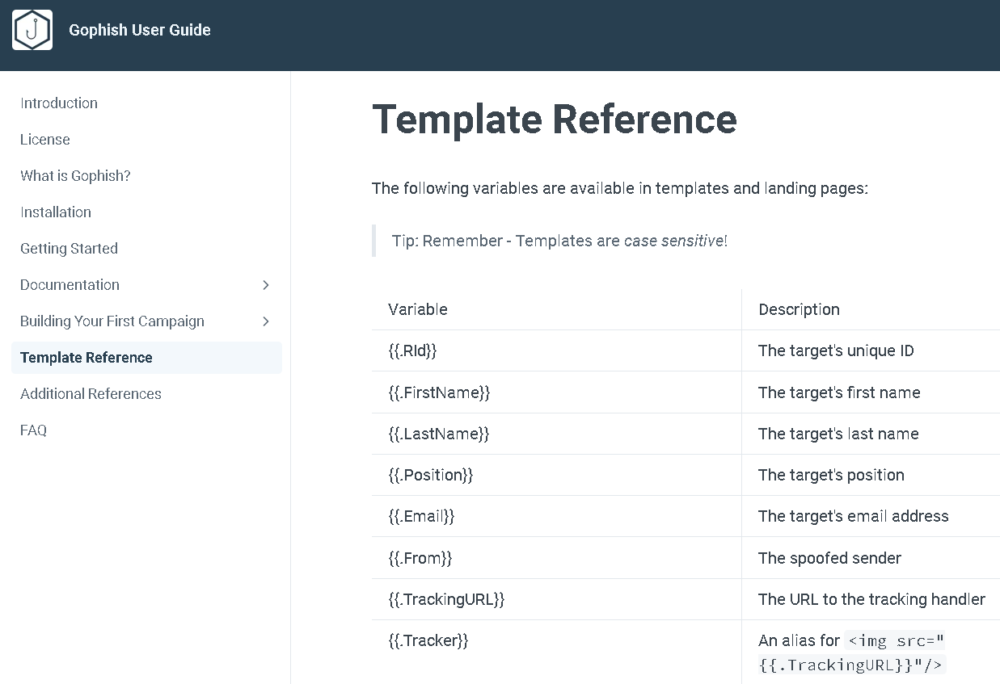 Gophish User Guide
Introduction
License
What is Gophish?
Installation
Getting Started
Documentation
Building Your First Campaign
Template Reference
Additional References
FAQ
Template Reference
The following variables are available in templates and landing pages:
Tip: Remember - Templates are case sensitive!
Variable Description
{{.RId}} The target's unique ID
{{.FirstName}} The target's first name
{{.LastName}} The target's last name
{{.Position}} The target's position
{{.Email}} The target's email address
{{.From}} The spoofed sender
{{.TrackingURL}} The URL to the tracking handler
{{.Tracker}} An alias for <img src="
{{.TrackingURL}}"/>